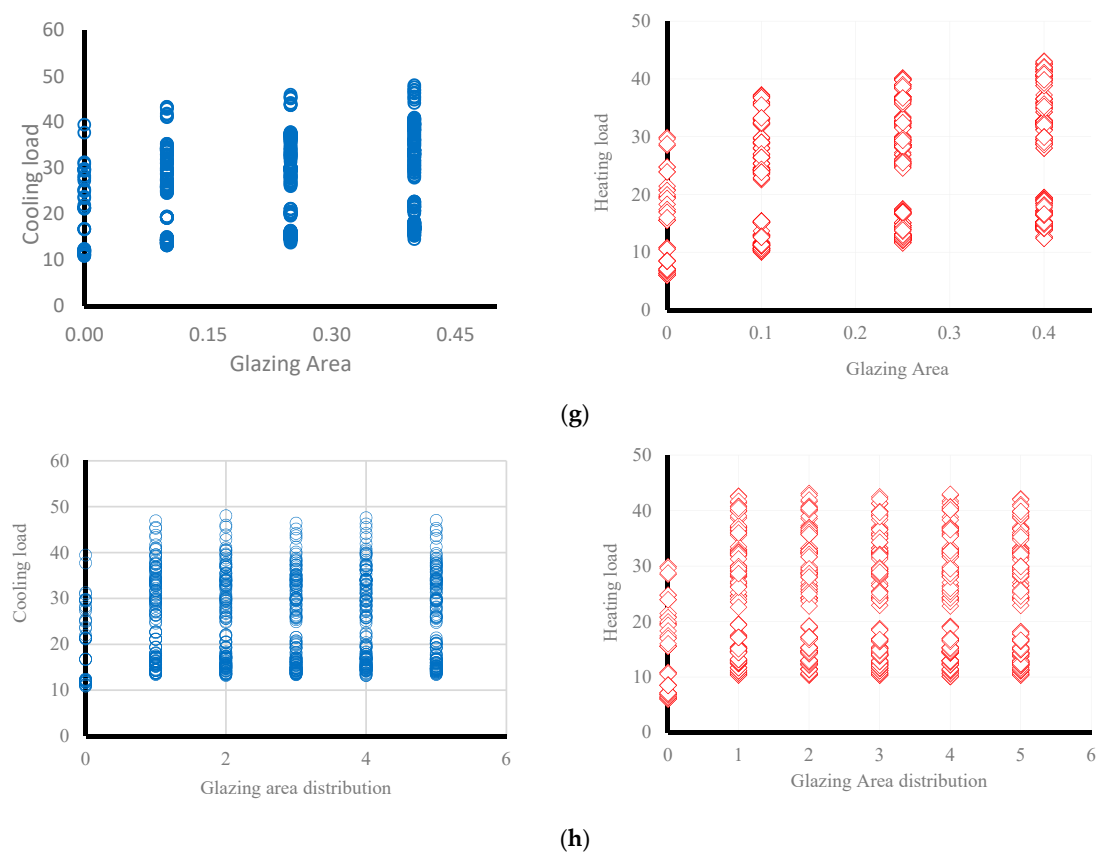 60
50
40
30
20
10
0
Cooling load
0.00 0.15 0.30 0.45
Glazing Area
50
40
30
20
10
0
Heating load
0 0.1 0.2 0.3 0.4
Glazing Area
(g)
60
50
40
30
20
10
0
Cooling load
0 2 4 6
Glazing area distribution
50
40
30
20
10
0
Heating load
0 1 2 3 4 5 6
Glazing Area distribution
(h)